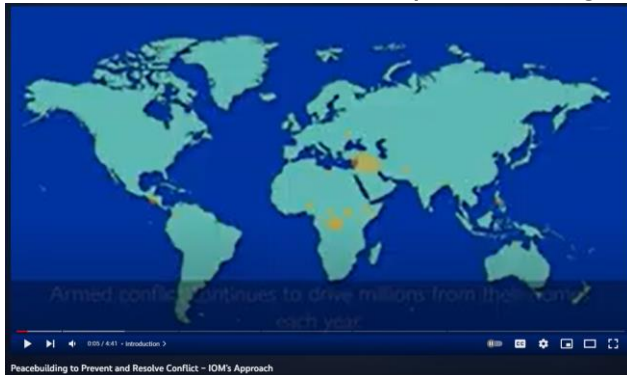 Armed conflict continues to drive millions from their homes
each year
0:05 / 4:41 • Introduction >
CC
Peacebuilding to Prevent and Resolve Conflict – IOM's Approach